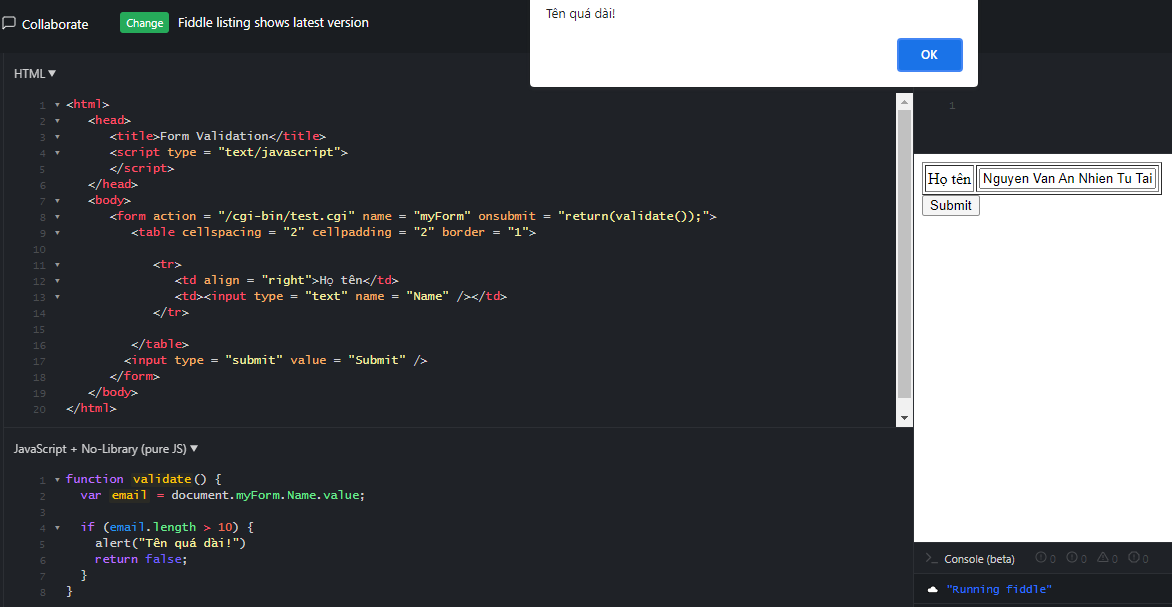 Collaborate
Change Fiddle listing shows latest version
Tên quá dài!
OK
HTML ▼
1 <html>
2 <head>
3 <title>Form Validation</title>
4 <script type = "text/javascript">
5 </script>
6 </head>
7 <body>
8 <form action = "/cgi-bin/test.cgi" name = "myForm" onsubmit = "return(validate());">
9 <table cellspacing = "2" cellpadding = "2" border = "1">
10
11 <tr>
12 <td align = "right">Họ tên</td>
13 <td><input type = "text" name = "Name" /></td>
14 </tr>
15
16 </table>
17 <input type = "submit" value = "Submit" />
18 </form>
19 </body>
20 </html>
JavaScript + No-Library (pure JS) ▼
1 function validate() {
2 var email = document.myForm.Name.value;
3
4 if (email.length > 10) {
5 alert("Tên quá dài!")
6 return false;
7 }
8 }
1
Họ tên Nguyen Van An Nhien Tu Tai
Submit
>_ Console (beta) 0 0 0 0
"Running fiddle"